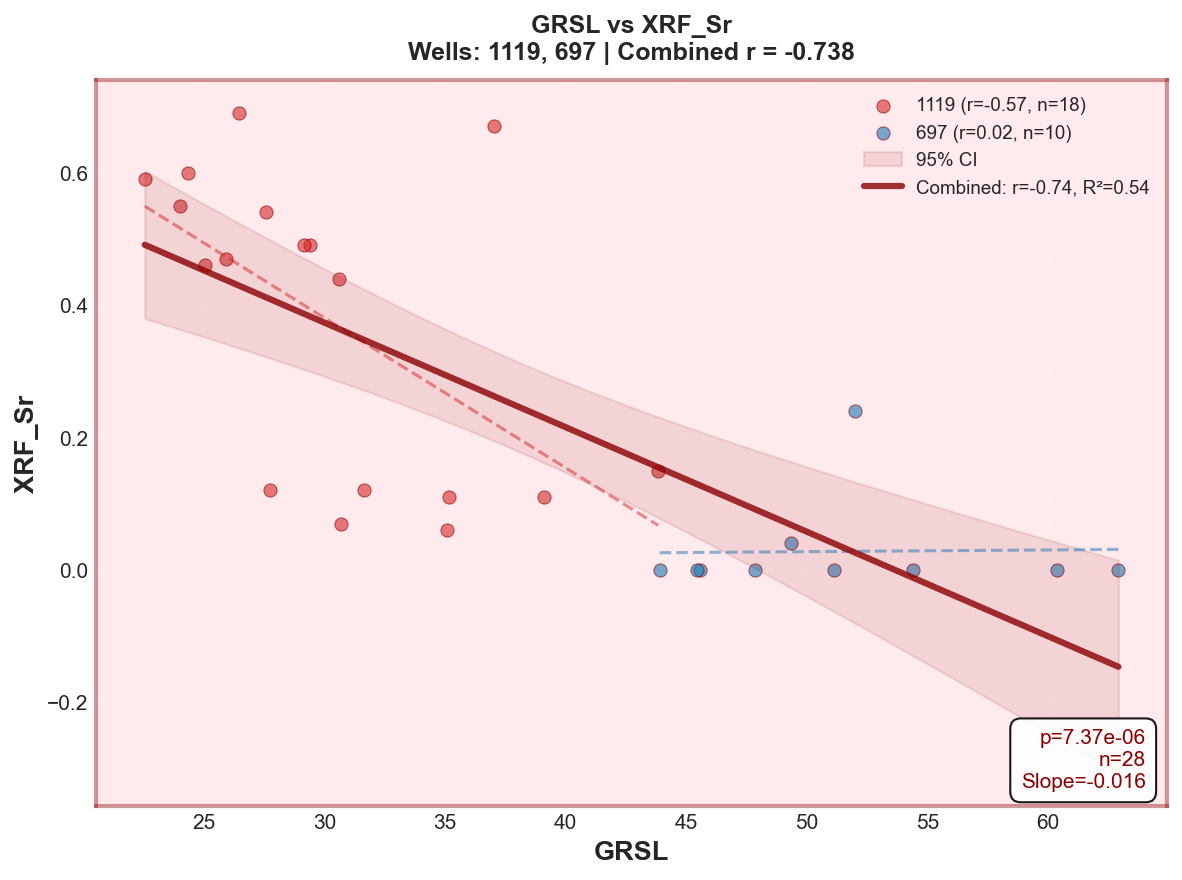 GRSL vs XRF_Sr
Wells: 1119, 697 | Combined r = -0.738
1119 (r=-0.57, n=18)
697 (r=0.02, n=10)
95% CI
Combined: r=-0.74, R²=0.54
XRF_Sr
0.6
0.4
0.2
0.0
−0.2
p=7.37e-06
n=28
Slope=-0.016
25 30 35 40 45 50 55 60
GRSL